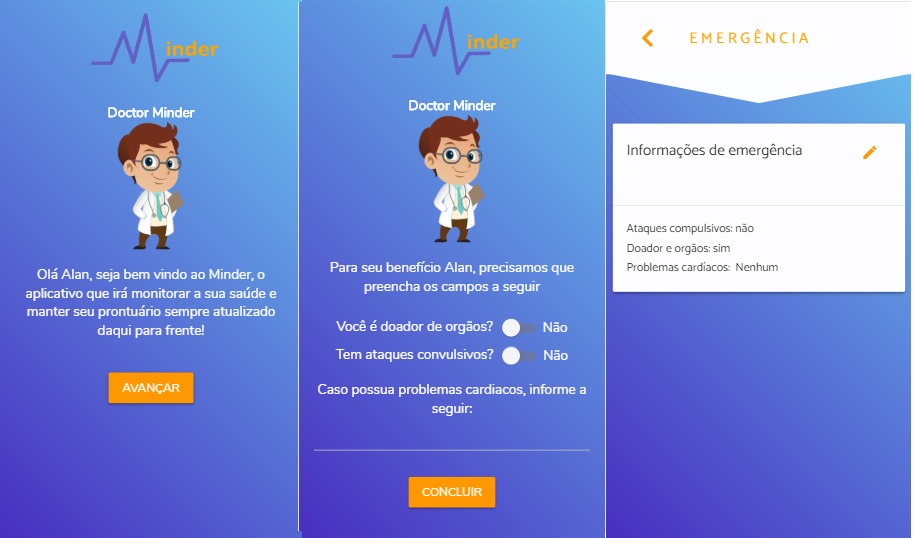 inder
Doctor Minder
Olá Alan, seja bem vindo ao Minder, o
aplicativo que irá monitorar a sua saúde e
manter seu prontuário sempre atualizado
daqui para frente!
AVANÇAR
inder
Doctor Minder
Para seu benefício Alan, precisamos que
preencha os campos a seguir
Você é doador de orgãos? Não
Tem ataques convulsivos? Não
Caso possua problemas cardiacos, informe a
seguir:
CONCLUIR
EMERGÊNCIA
Informações de emergência
Ataques compulsivos: não
Doador e orgãos: sim
Problemas cardíacos: Nenhum